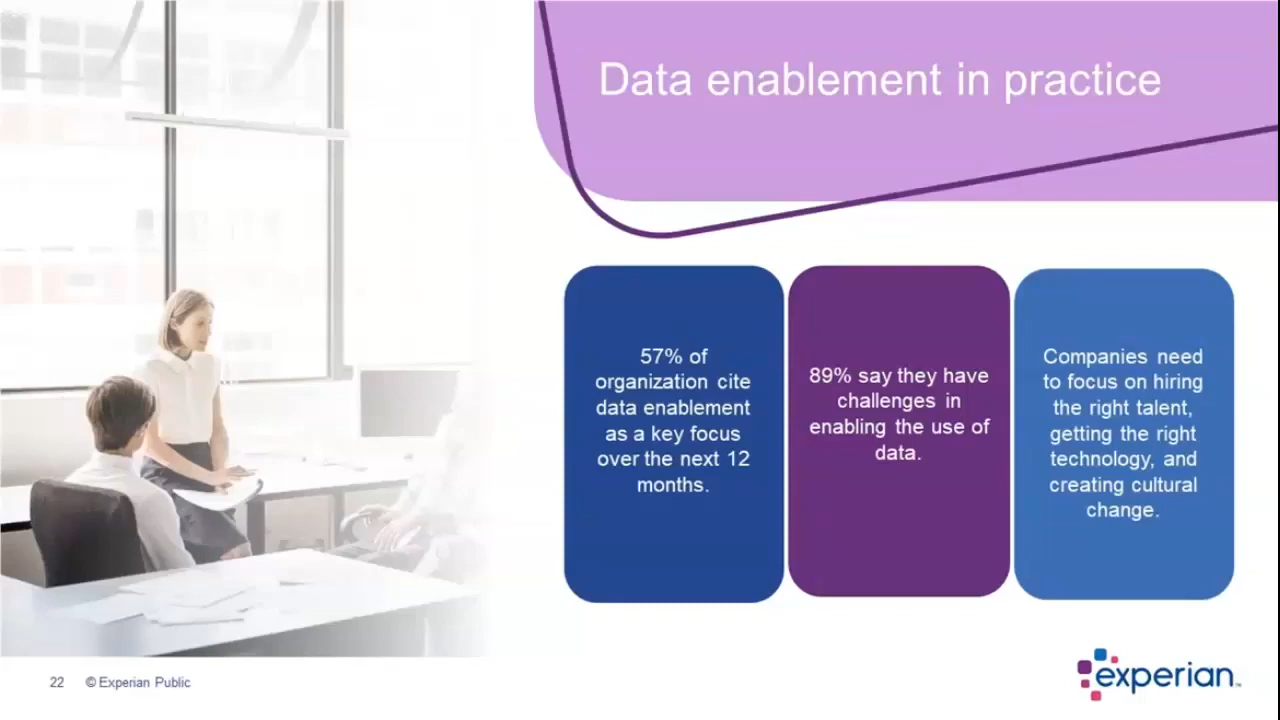 Data enablement in practice
57% of
organization cite
data enablement
as a key focus
over the next 12
months.
89% say they have
challenges in
enabling the use of
data.
Companies need
to focus on hiring
the right talent,
getting the right
technology, and
creating cultural
change.
22 © Experian Public
experian™